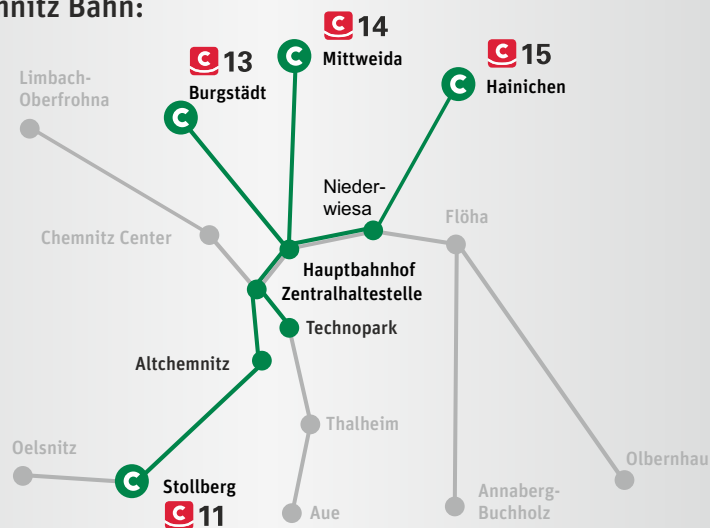 mnitz Bahn:
C 14
Mittweida
C 13
Burgstädt
C 15
Hainichen
Limbach-
Oberfrohna
C
C
C
Nieder-
wiesa
Flöha
Chemnitz Center
Hauptbahnhof
Zentralhaltestelle
Technopark
Altchemnitz
Thalheim
Oelsnitz
C
Stollberg
C 11
Aue
Annaberg-
Buchholz
Olbernhau